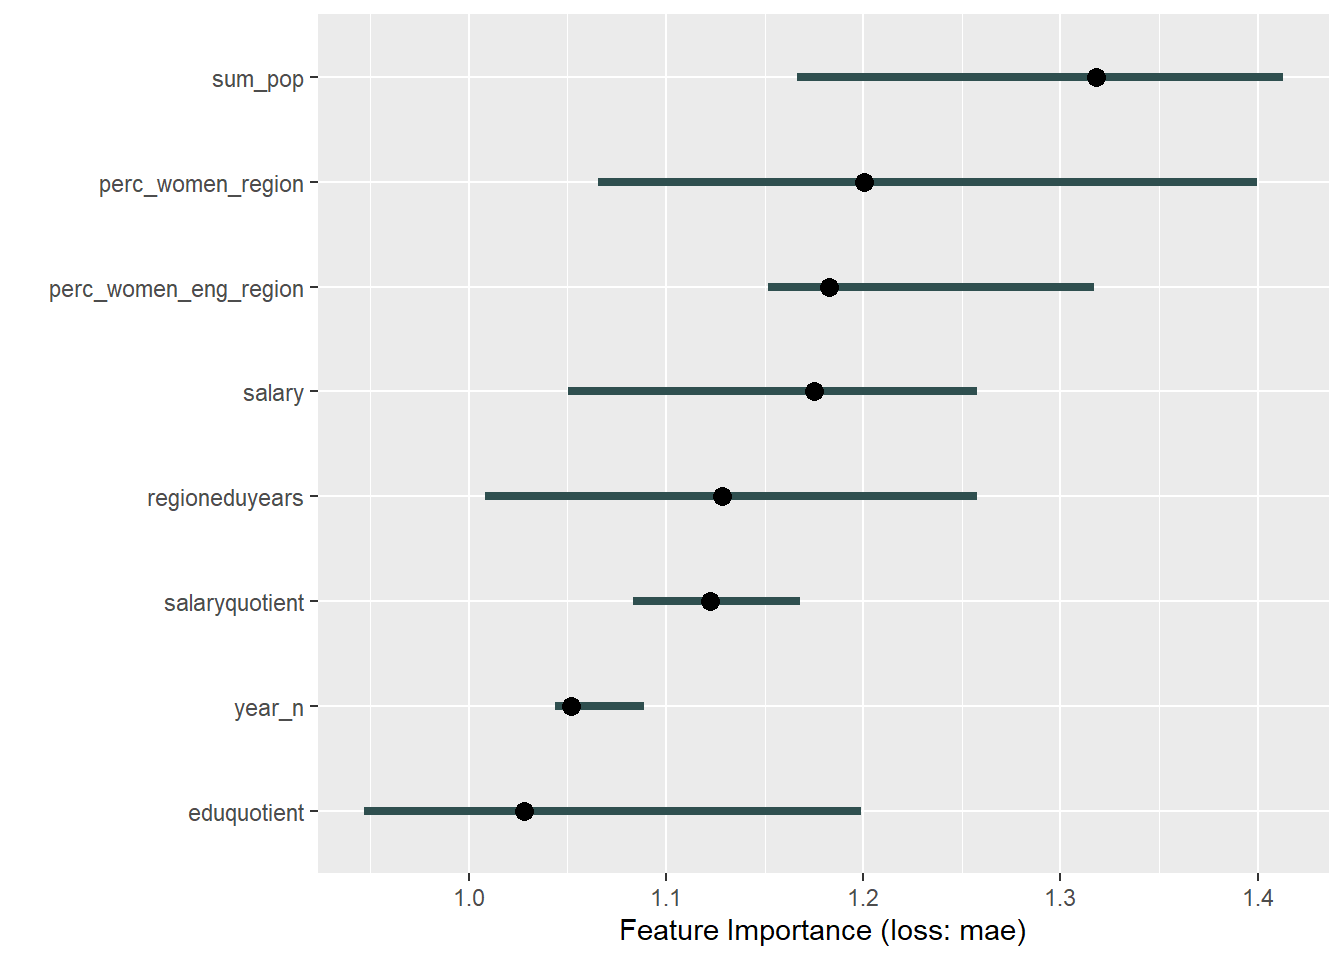 sum_pop
perc_women_region
perc_women_eng_region
salary
regioneduyears
salaryquotient
year_n
eduquotient
1.0 1.1 1.2 1.3 1.4
Feature Importance (loss: mae)